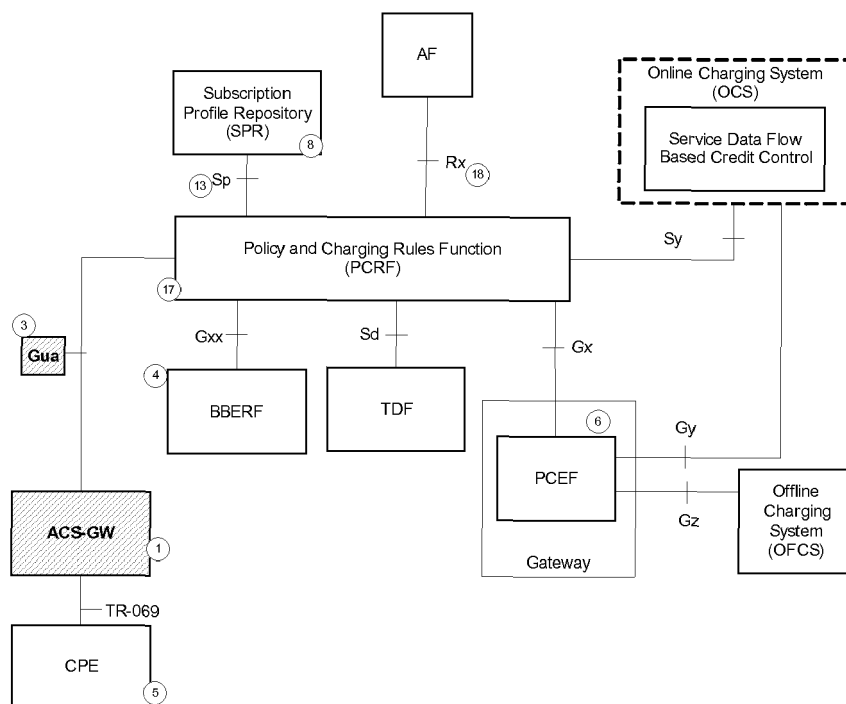 AF
Online Charging System
(OCS)
Service Data Flow
Based Credit Control
Subscription
Profile Repository
(SPR)
8
13
Sp
Rx
18
Sy
Policy and Charging Rules Function
(PCRF)
17
3
Gua
Gxx
Sd
Gx
4
BBERF
TDF
6
PCEF
Gy
Gz
Gateway
Offline
Charging
System
(OFCS)
ACS-GW
1
TR-069
CPE
5